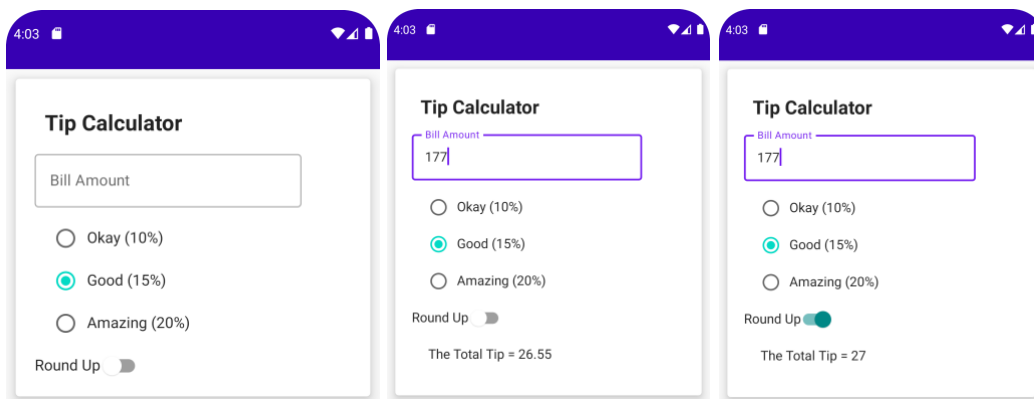 4:03
Tip Calculator
Bill Amount
Okay (10%)
Good (15%)
Amazing (20%)
Round Up
4:03
Tip Calculator
Bill Amount
177
Okay (10%)
Good (15%)
Amazing (20%)
Round Up
The Total Tip = 26.55
4:03
Tip Calculator
Bill Amount
177
Okay (10%)
Good (15%)
Amazing (20%)
Round Up
The Total Tip = 27